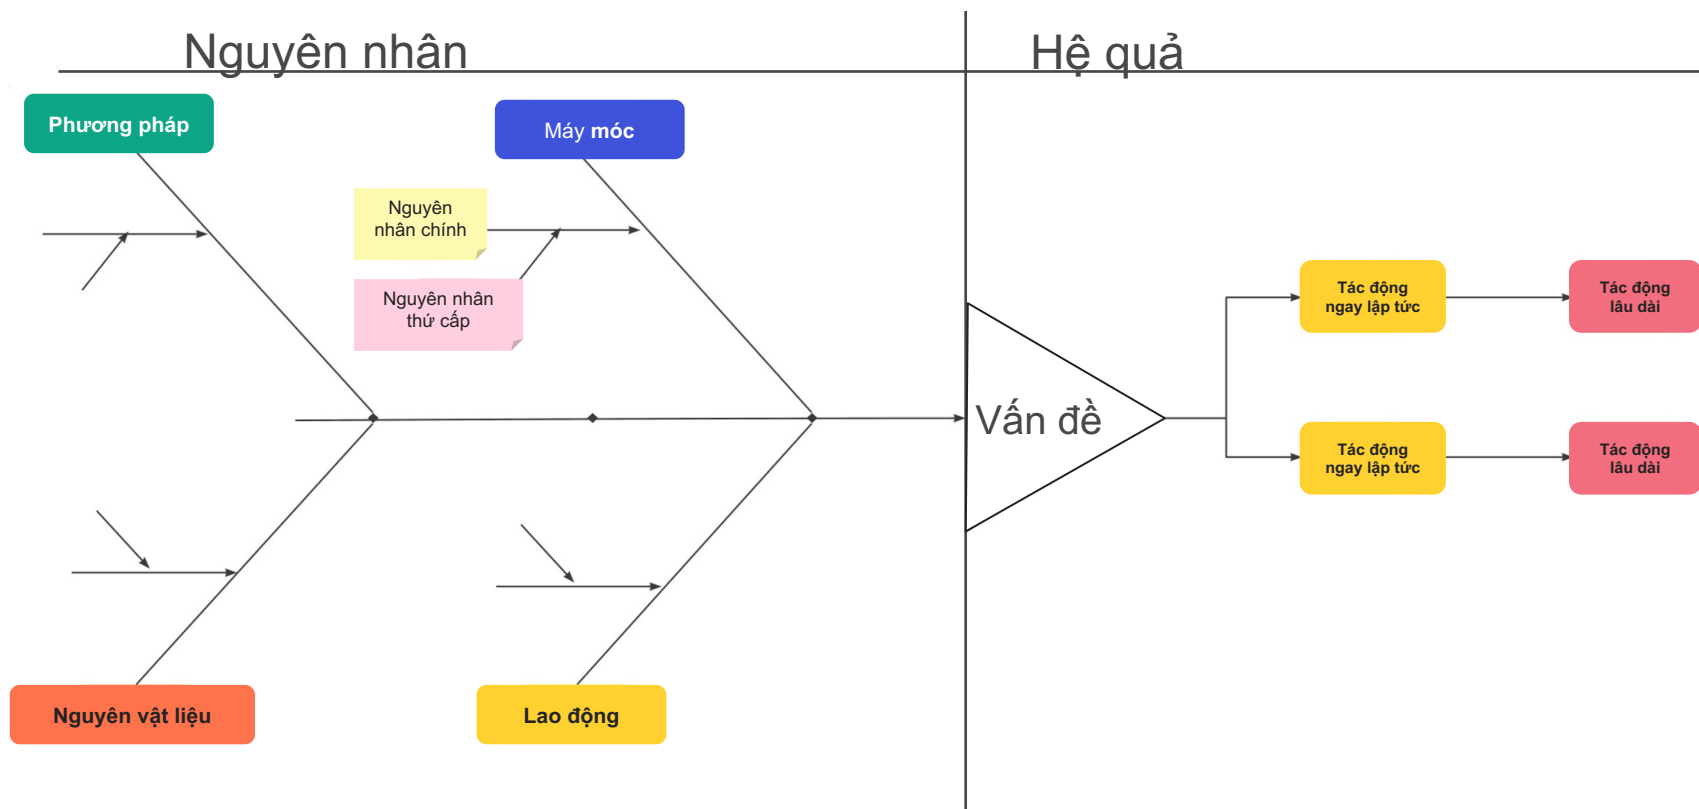 Nguyên nhân
Hệ quả
Phương pháp
Máy móc
Nguyên
nhân chính
Nguyên nhân
thứ cấp
Vấn đề
Tác động
ngay lập tức
Tác động
lâu dài
Tác động
ngay lập tức
Tác động
lâu dài
Nguyên vật liệu
Lao động